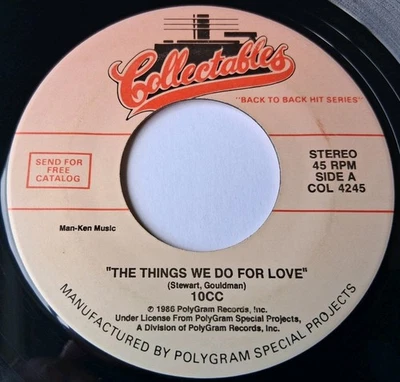 Collectables
"BACK TO BACK HIT SERIES"
SEND FOR
FREE
CATALOG
STEREO
45 RPM
SIDE A
COL 4245
Man-Ken Music
"THE THINGS WE DO FOR LOVE"
(Stewart, Gouldman)
10CC
℗ 1986 PolyGram Records, Inc.
Under License From PolyGram Special Projects,
A Division of PolyGram Records, Inc.
MANUFACTURED BY POLYGRAM SPECIAL PROJECTS